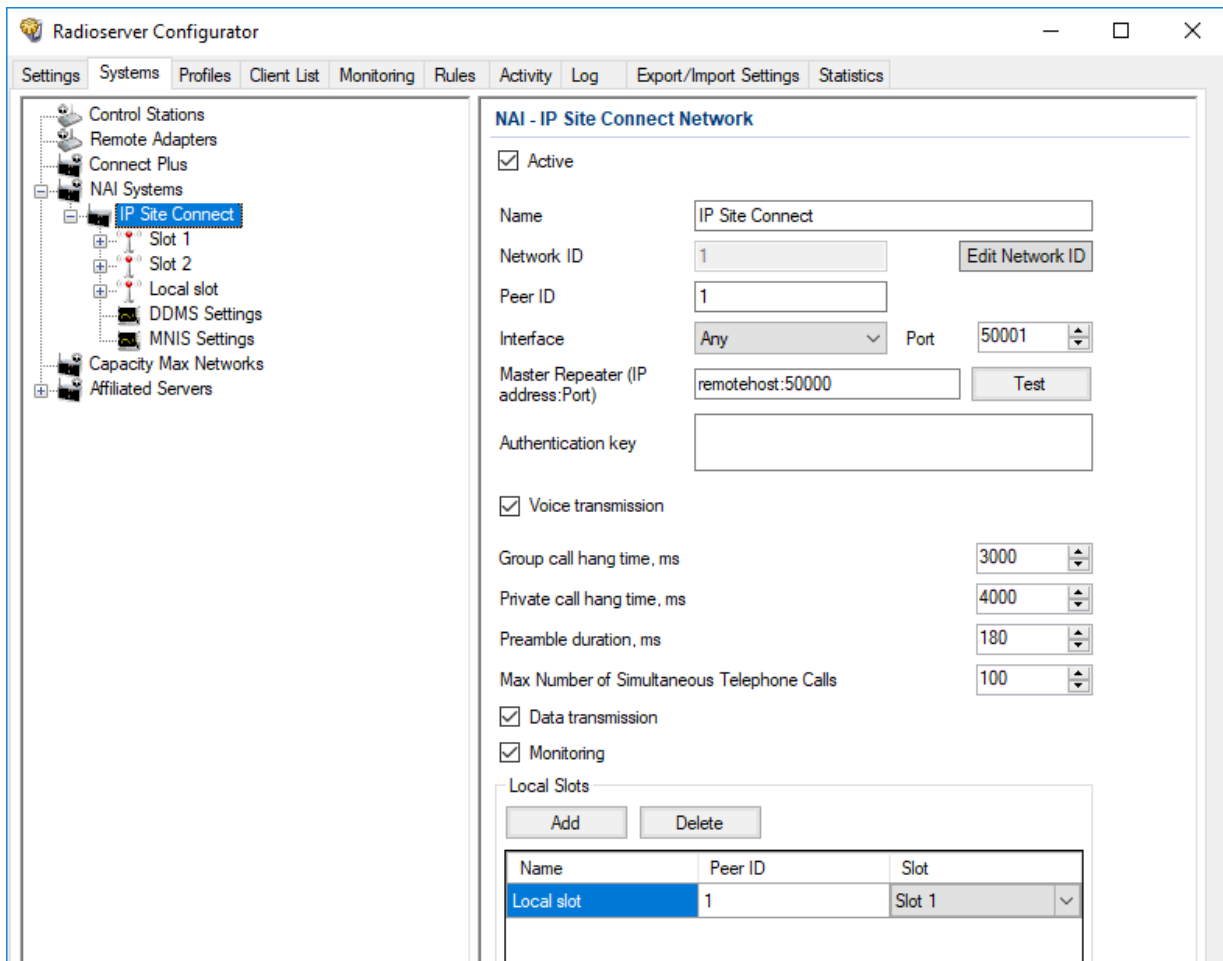 Radioserver Configurator
Settings Systems Profiles Client List Monitoring Rules Activity Log Export/Import Settings Statistics
Control Stations
Remote Adapters
Connect Plus
NAI Systems
IP Site Connect
Slot 1
Slot 2
Local slot
DDMS Settings
MNIS Settings
Capacity Max Networks
Affiliated Servers
NAI - IP Site Connect Network
Active
Name IP Site Connect
Network ID 1 Edit Network ID
Peer ID 1
Interface Any Port 50001
Master Repeater (IP
address:Port) remotehost:50000 Test
Authentication key
Voice transmission
Group call hang time, ms 3000
Private call hang time, ms 4000
Preamble duration, ms 180
Max Number of Simultaneous Telephone Calls 100
Data transmission
Monitoring
Local Slots
Add Delete
Name Peer ID Slot
Local slot 1 Slot 1